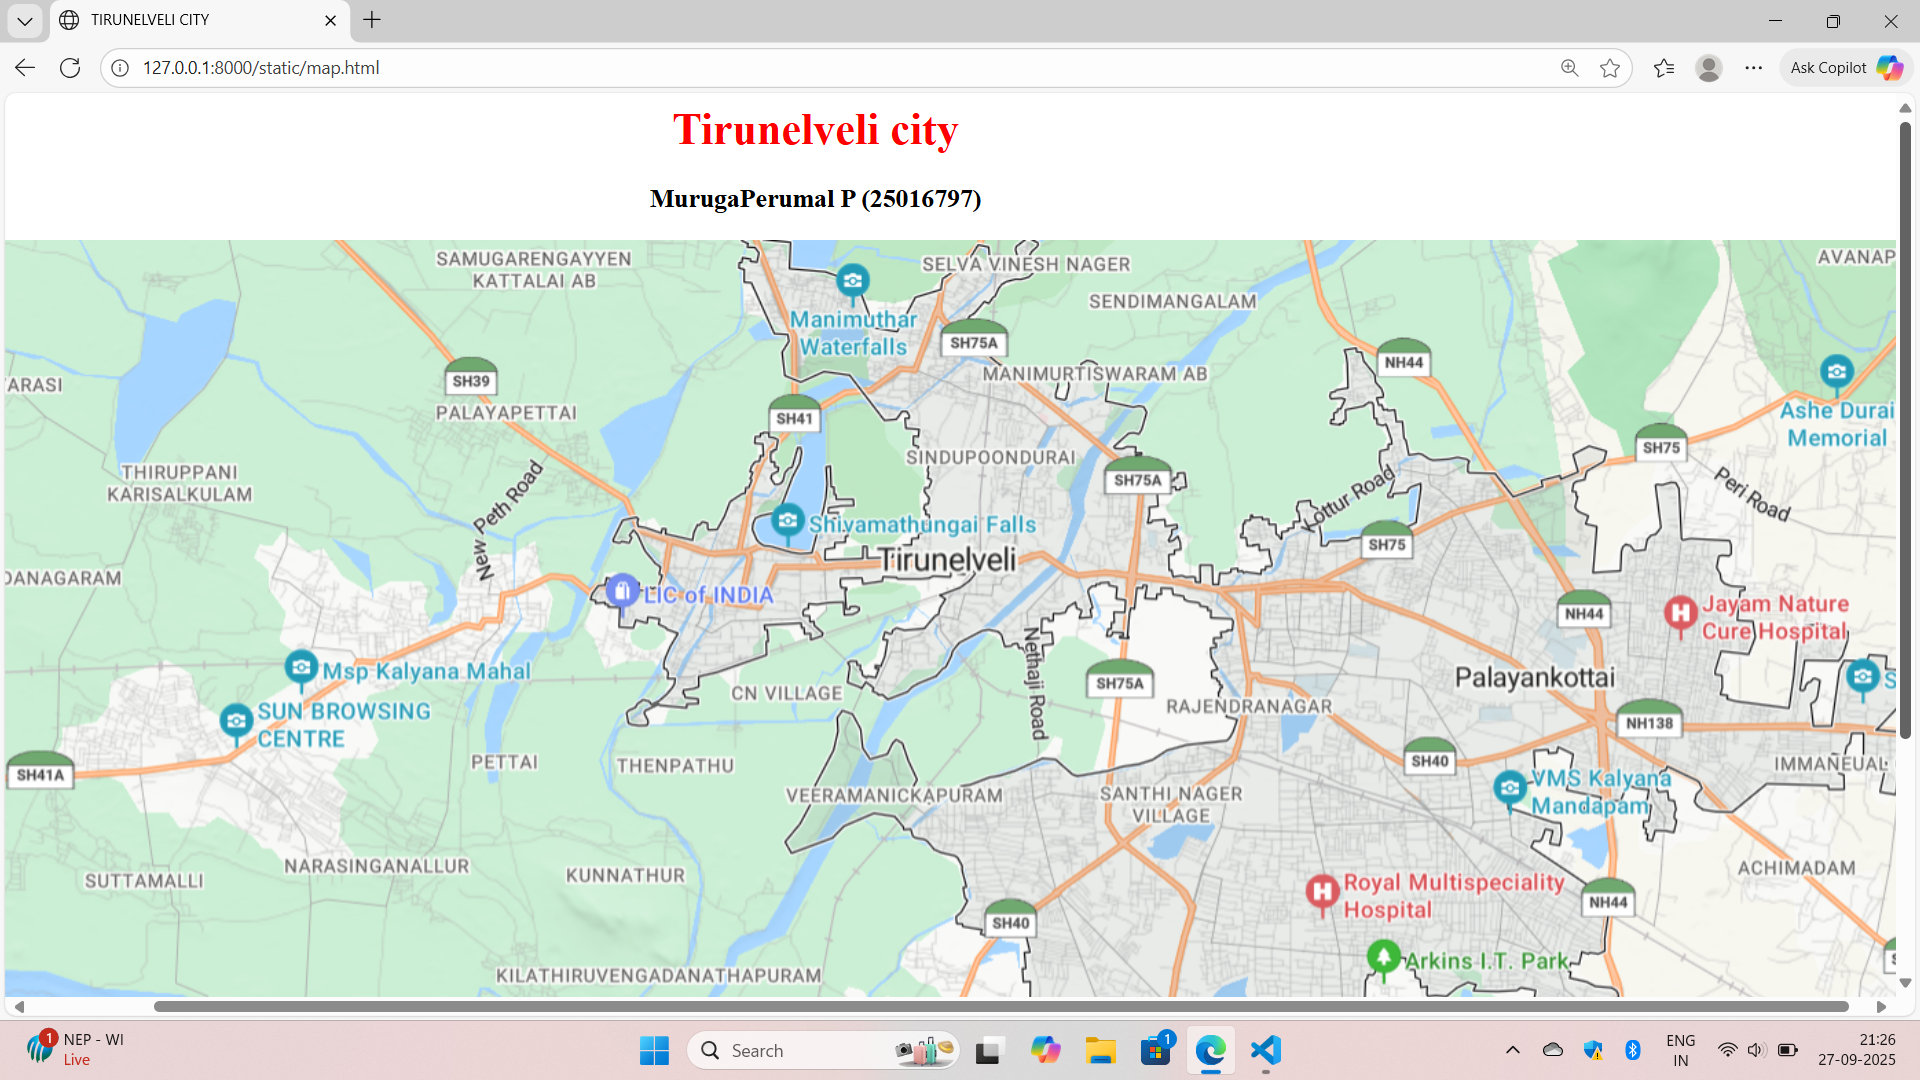 TIRUNELVELI CITY
127.0.0.1:8000/static/map.html
Ask Copilot
Tirunelveli city
MurugaPerumal P (25016797)
SAMUGARENGAYYEN
KATTALAI AB
SELVA VINESH NAGER
AVANAP
SENDIMANGALAM
Manimuthar
Waterfalls
SH75A
NH44
MANIMURTISWARAM AB
SH39
ARASI
PALAYAPETTAI
SH41
Ashe Durai
Memorial
SH75
SINDUPOONDURAI
THIRUPPANI
KARISALKULAM
New Peth Road
SH75A
Kottur Road
Peri Road
Shivamathungai Falls
SH75
Tirunelveli
DANAGARAM
LIC of INDIA
NH44
Jayam Nature
Cure Hospital
Msp Kalyana Mahal
Nethaji Road
SH75A
Palayankottai
S
CN VILLAGE
RAJENDRANAGAR
SUN BROWSING
CENTRE
NH138
SH41A
PETTAI
THENPATHU
SH40
IMMANEUAL
VMS Kalyana
Mandapam
VEERAMANICKAPURAM
SANTHI NAGER
VILLAGE
NARASINGANALLUR
SUTTAMALLI
KUNNATHUR
ACHIMADAM
Royal Multispeciality
Hospital
NH44
SH40
KILATHIRUVENGADANATHAPURAM
Arkins I.T. Park
S
1
NEP - WI
Live
Search
1
ENG
IN
21:26
27-09-2025